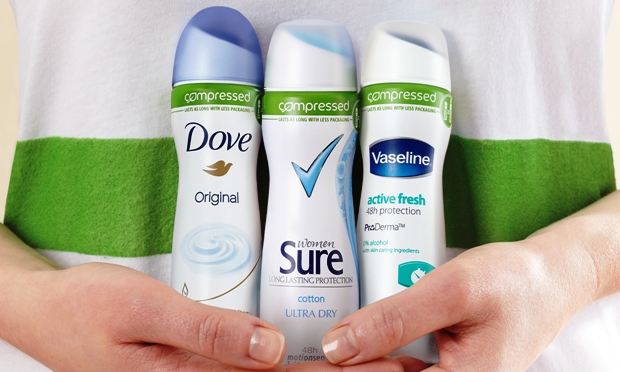 compressed
LASTS AS LONG WITH LESS PACKAGING
Dove
Original
compressed
LASTS AS LONG WITH LESS PACKAGING
women
Sure
LONG LASTING PROTECTION
cotton
ULTRA DRY
48h
motionsen
compressed
LASTS AS LONG WITH LESS PACKAGING
Vaseline
active fresh
48h protection
ProDerma™
0% alcohol
with skin caring ingredients